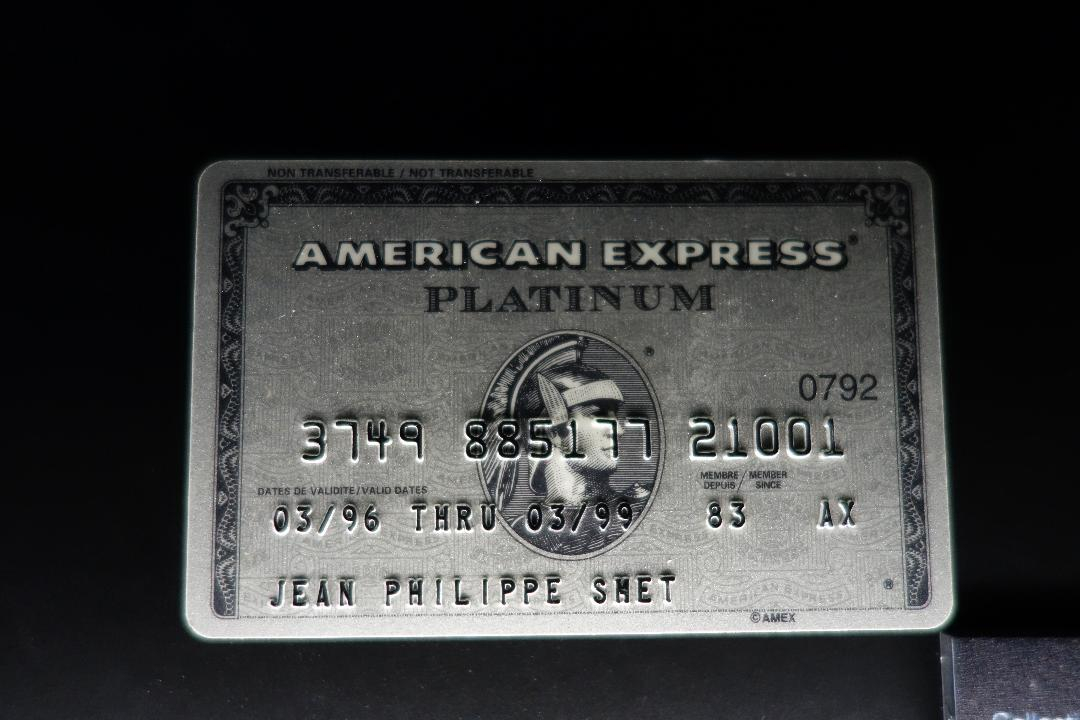 NON TRANSFERABLE / NOT TRANSFERABLE
AMERICAN EXPRESS®
PLATINUM
®
0792
3749 885177 21001
MEMBRE / MEMBER
DEPUIS / SINCE
DATES DE VALIDITE / VALID DATES
03/96 THRU 03/99 83 AX
JEAN PHILIPPE SMET
®
©AMEX